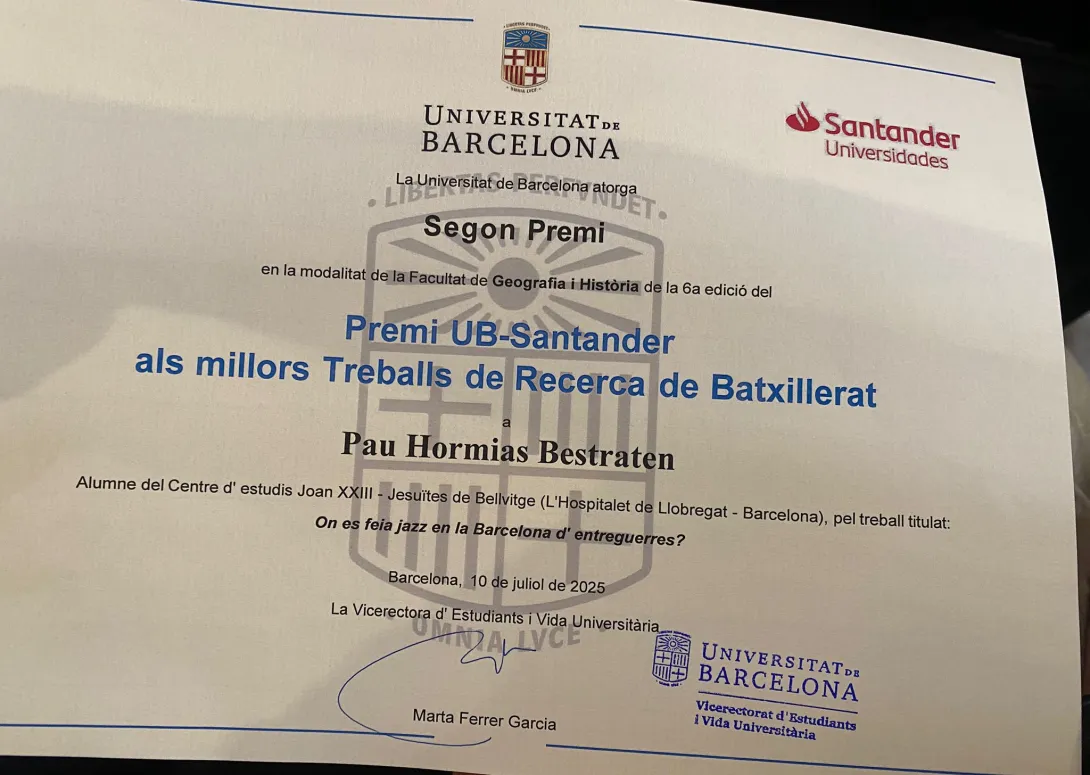 UNIVERSITAT DE
BARCELONA
Santander
Universidades
La Universitat de Barcelona atorga
LIBERTAS PERFVNDET
Segon Premi
en la modalitat de la Facultat de Geografia i Història de la 6a edició del
Premi UB-Santander
als millors Treballs de Recerca de Batxillerat
a
Pau Hormias Bestraten
Alumne del Centre d' estudis Joan XXIII - Jesuïtes de Bellvitge (L'Hospitalet de Llobregat - Barcelona), pel treball titulat:
On es feia jazz en la Barcelona d' entreguerres?
Barcelona, 10 de juliol de 2025
La Vicerectora d' Estudiants i Vida Universitària
OMNIA LVCE
UNIVERSITAT DE
BARCELONA
Vicerectorat d'Estudiants
i Vida Universitària
Marta Ferrer Garcia